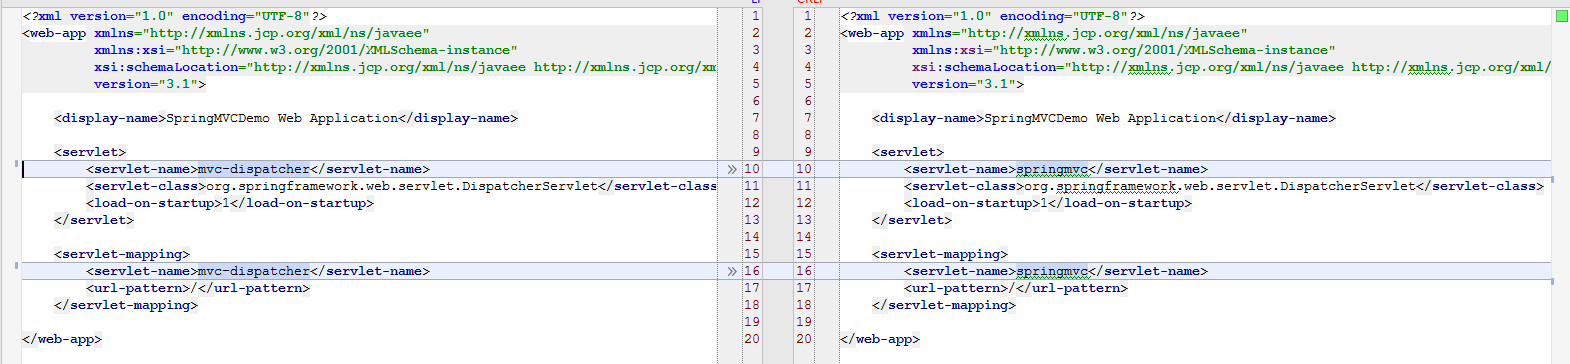 LF
CRLF
<?xml version="1.0" encoding="UTF-8"?>
<web-app xmlns="http://xmlns.jcp.org/xml/ns/javaee"
xmlns:xsi="http://www.w3.org/2001/XMLSchema-instance"
xsi:schemaLocation="http://xmlns.jcp.org/xml/ns/javaee http://xmlns.jcp.org/xm
version="3.1">
<display-name>SpringMVCDemo Web Application</display-name>
<servlet>
<servlet-name>mvc-dispatcher</servlet-name>
<servlet-class>org.springframework.web.servlet.DispatcherServlet</servlet-class
<load-on-startup>1</load-on-startup>
</servlet>
<servlet-mapping>
<servlet-name>mvc-dispatcher</servlet-name>
<url-pattern>/</url-pattern>
</servlet-mapping>
</web-app>
1 1
2 2
3 3
4 4
5 5
6 6
7 7
8 8
9 9
» 10 10
11 11
12 12
13 13
14 14
15 15
» 16 16
17 17
18 18
19 19
20 20
<?xml version="1.0" encoding="UTF-8"?>
<web-app xmlns="http://xmlns.jcp.org/xml/ns/javaee"
xmlns:xsi="http://www.w3.org/2001/XMLSchema-instance"
xsi:schemaLocation="http://xmlns.jcp.org/xml/ns/javaee http://xmlns.jcp.org/xml/
version="3.1">
<display-name>SpringMVCDemo Web Application</display-name>
<servlet>
<servlet-name>springmvc</servlet-name>
<servlet-class>org.springframework.web.servlet.DispatcherServlet</servlet-class>
<load-on-startup>1</load-on-startup>
</servlet>
<servlet-mapping>
<servlet-name>springmvc</servlet-name>
<url-pattern>/</url-pattern>
</servlet-mapping>
</web-app>